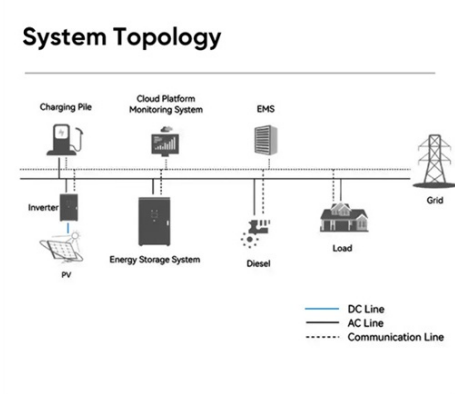 System Topology
Charging Pile
Cloud Platform
Monitoring System
EMS
Grid
Inverter
Energy Storage System
Load
Diesel
PV
DC Line
AC Line
Communication Line